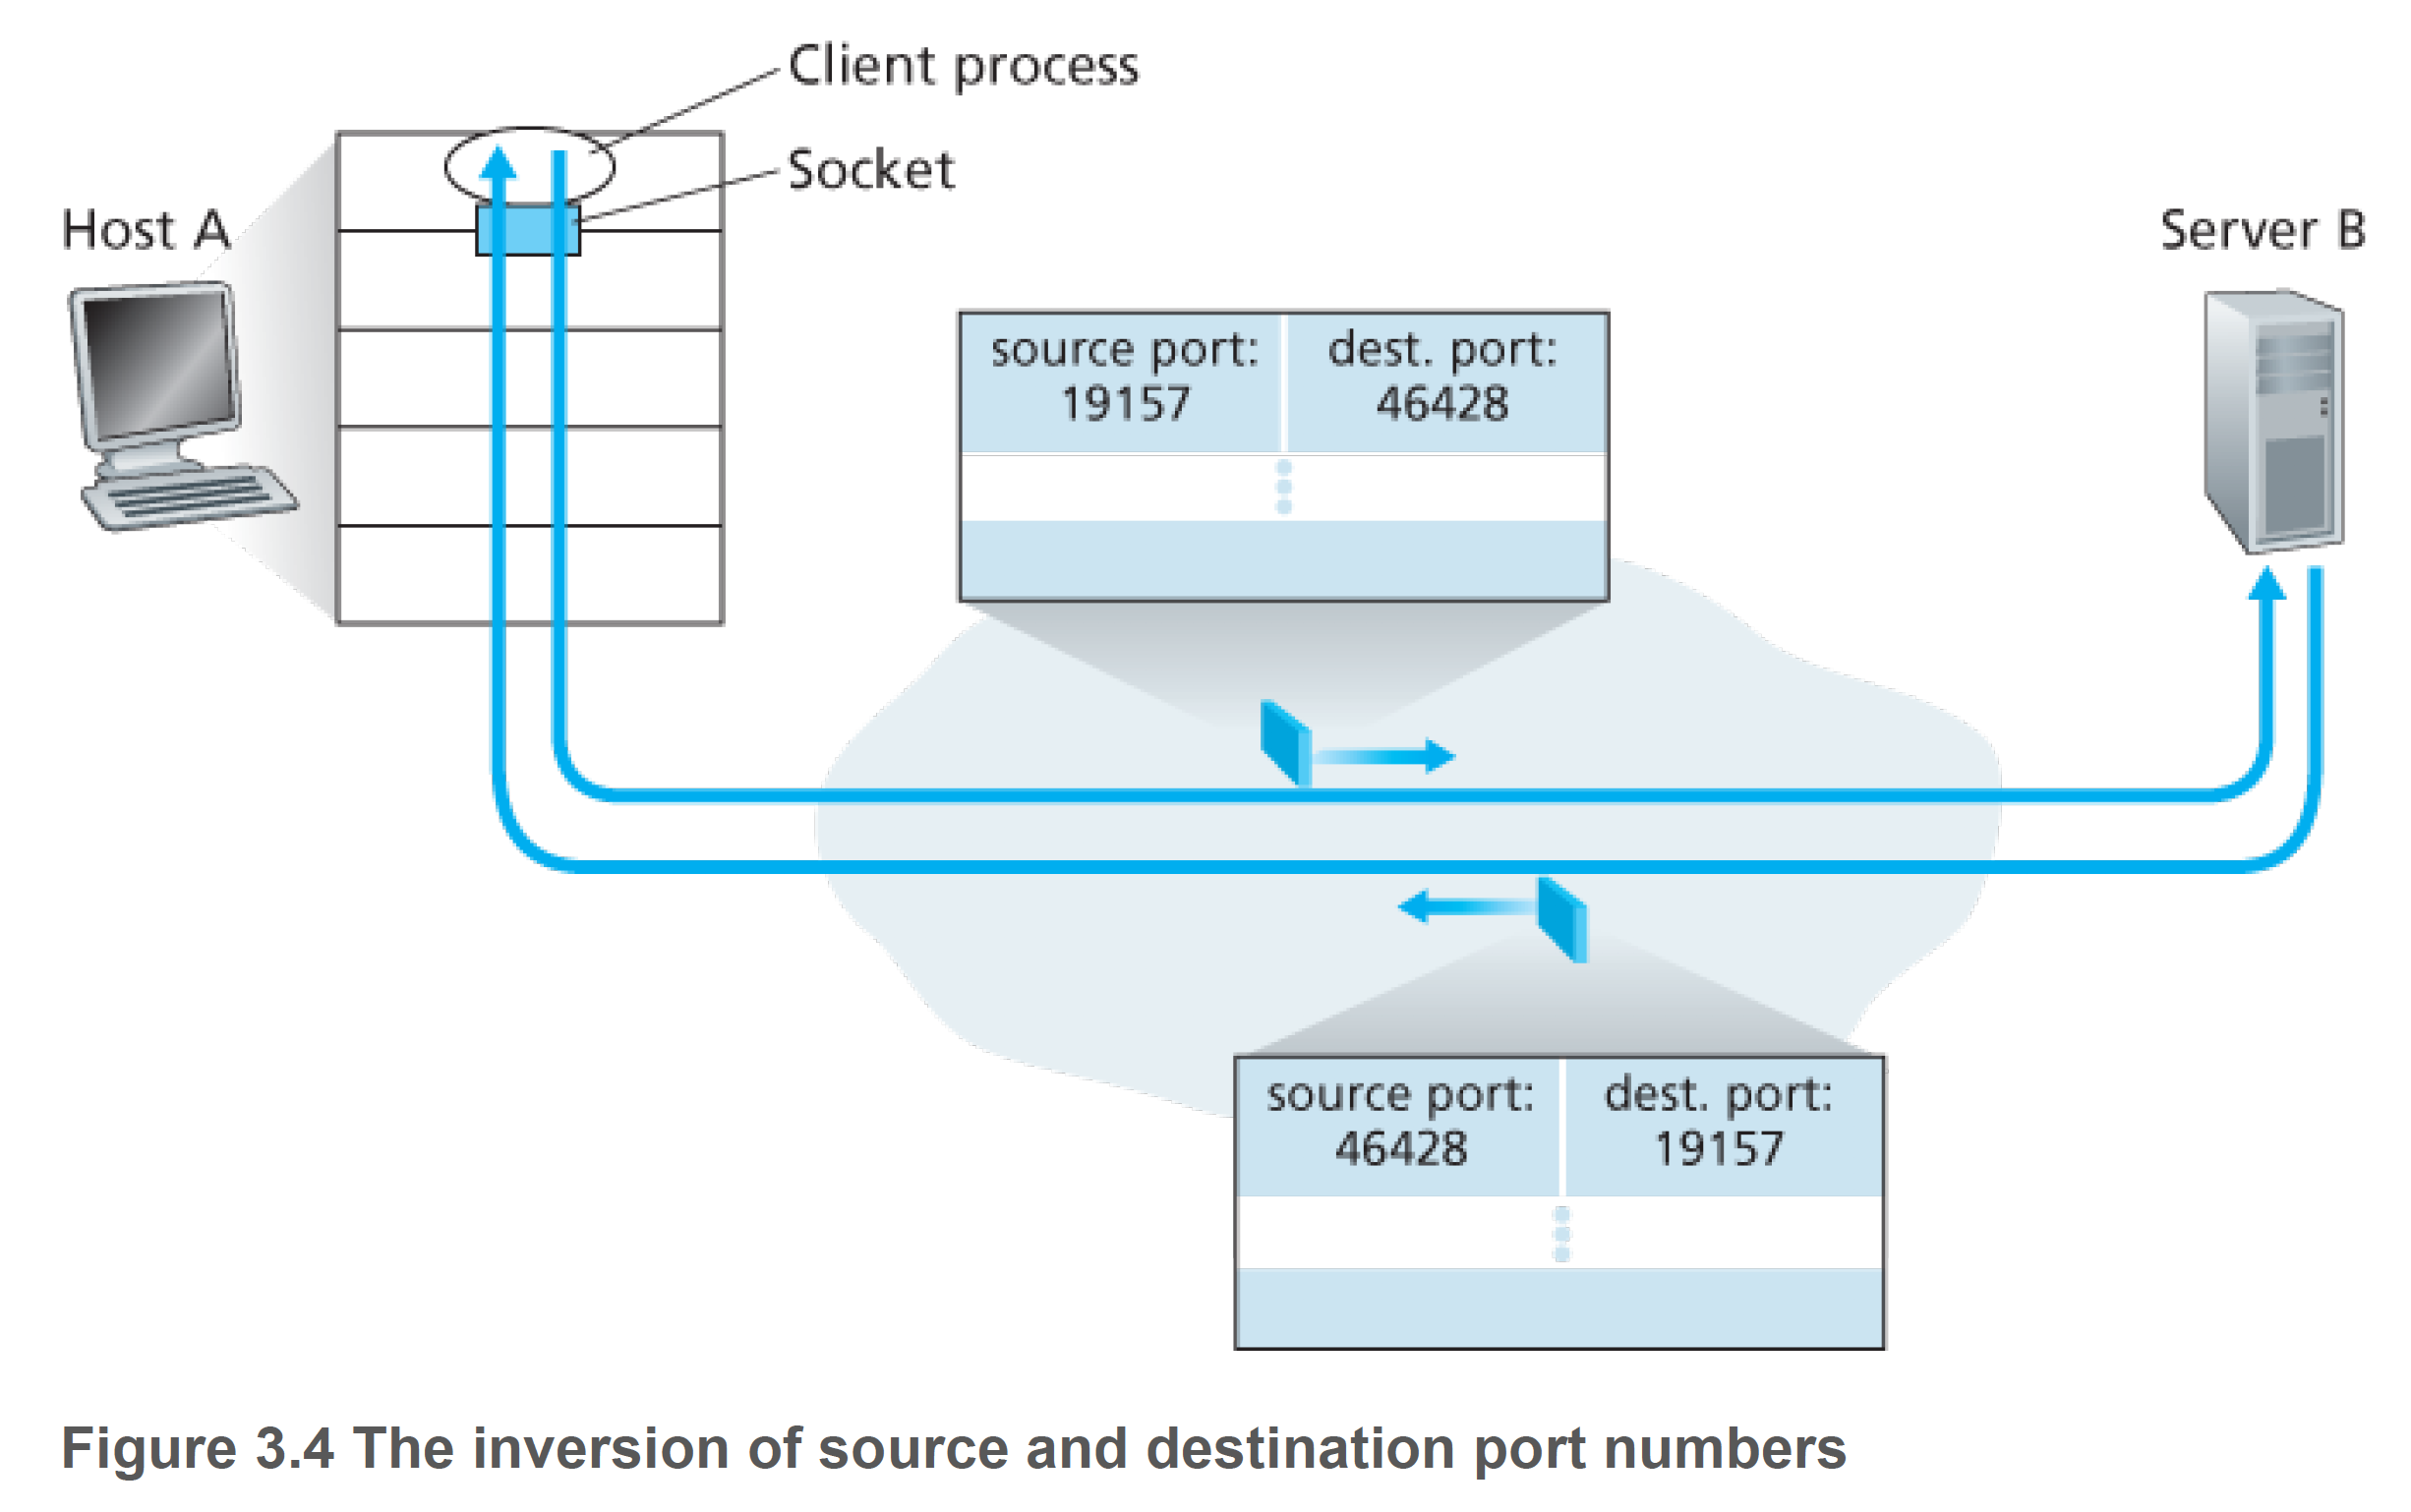 Client process
Socket
Host A
Server B
source port:
19157
dest. port:
46428
source port:
46428
dest. port:
19157
Figure 3.4 The inversion of source and destination port numbers